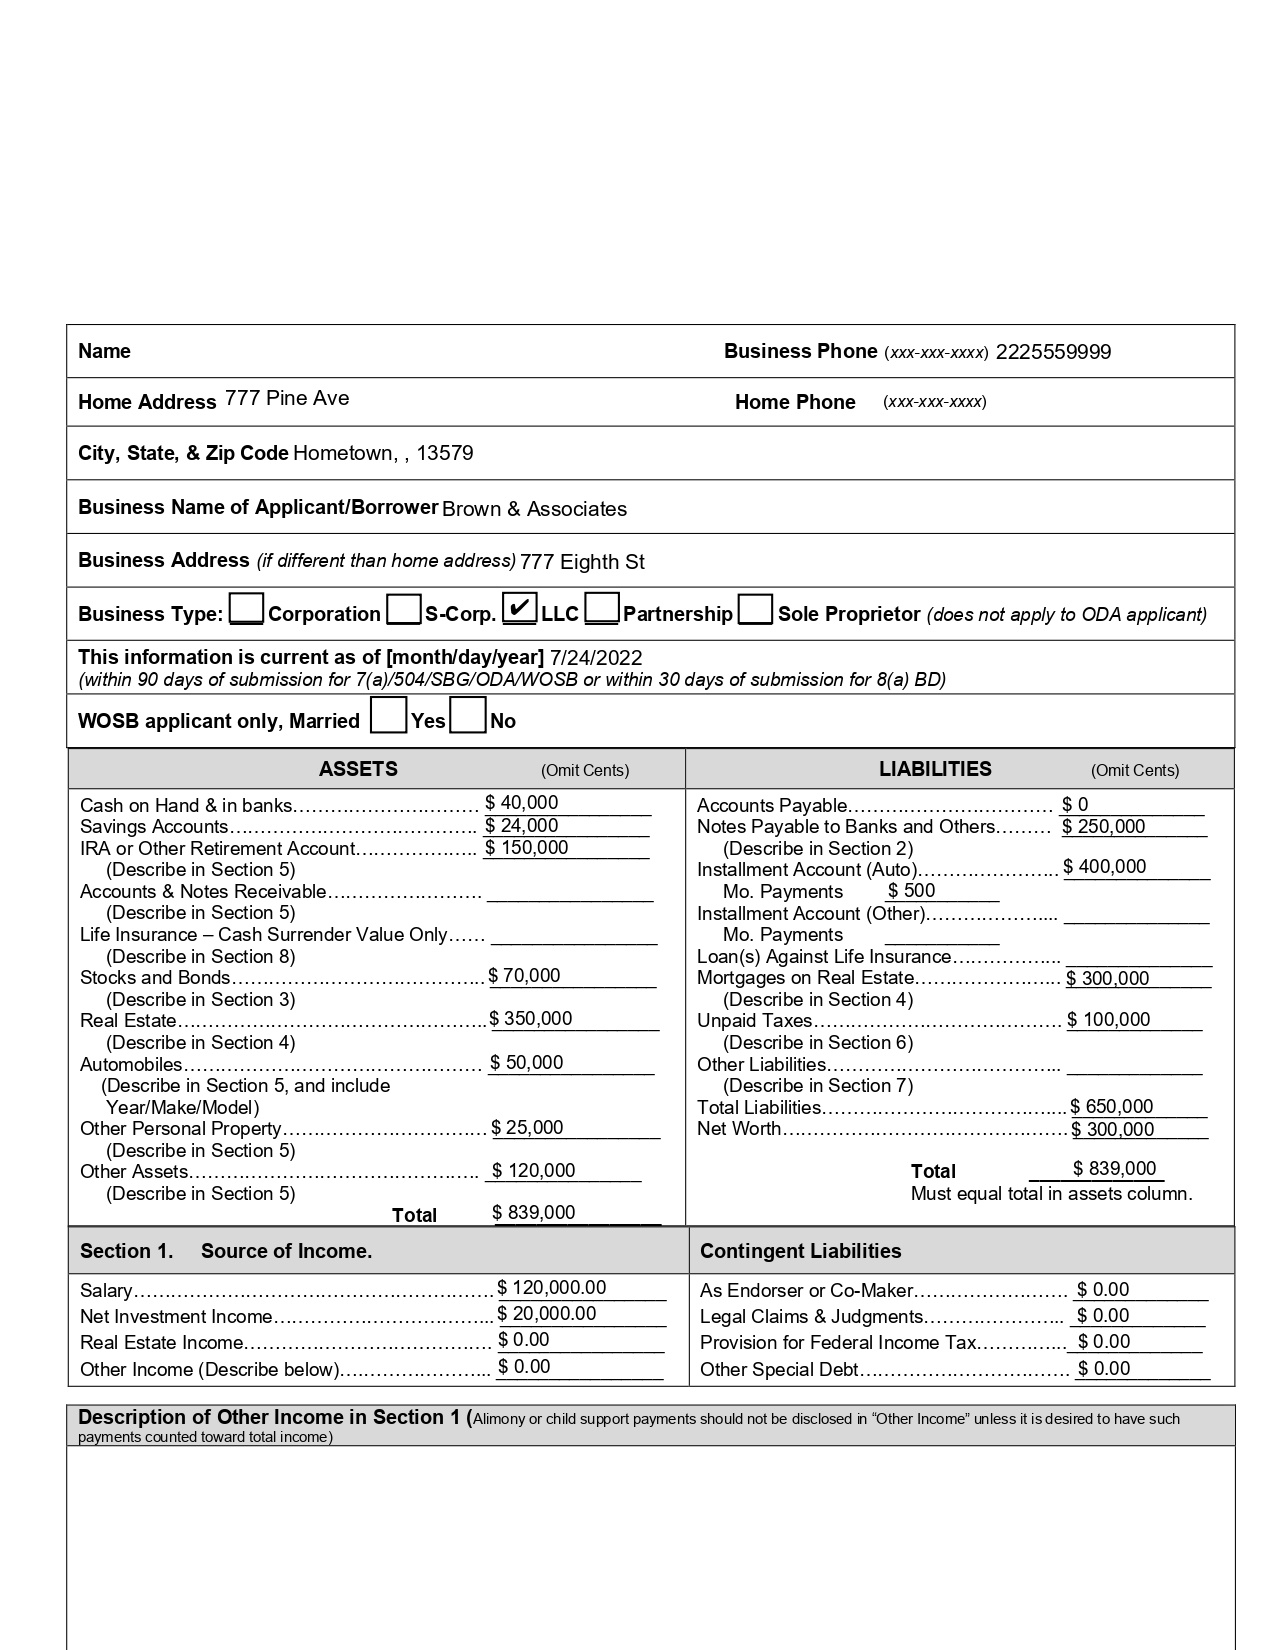 Name Business Phone (xxx-xxx-xxxx) 2225559999
Home Address 777 Pine Ave Home Phone (xxx-xxx-xxxx)
City, State, & Zip Code Hometown, , 13579
Business Name of Applicant/Borrower Brown & Associates
Business Address (if different than home address) 777 Eighth St
Business Type: Corporation S-Corp. ✔ LLC Partnership Sole Proprietor (does not apply to ODA applicant)
This information is current as of [month/day/year] 7/24/2022
(within 90 days of submission for 7(a)/504/SBG/ODA/WOSB or within 30 days of submission for 8(a) BD)
WOSB applicant only, Married Yes No
ASSETS (Omit Cents)
Cash on Hand & in banks………………………… $ 40,000
Savings Accounts………………………………….. $ 24,000
IRA or Other Retirement Account……………….. $ 150,000
(Describe in Section 5)
Accounts & Notes Receivable…………………… ________________
(Describe in Section 5)
Life Insurance – Cash Surrender Value Only…… ________________
(Describe in Section 8)
Stocks and Bonds………………………………….. $ 70,000
(Describe in Section 3)
Real Estate………………………………………….. $ 350,000
(Describe in Section 4)
Automobiles………………………………………… $ 50,000
(Describe in Section 5, and include
Year/Make/Model)
Other Personal Property…………………………… $ 25,000
(Describe in Section 5)
Other Assets……………………………………….. $ 120,000
(Describe in Section 5)
Total $ 839,000
LIABILITIES (Omit Cents)
Accounts Payable…………………………… $ 0
Notes Payable to Banks and Others……… $ 250,000
(Describe in Section 2)
Installment Account (Auto)………………….. $ 400,000
Mo. Payments $ 500
Installment Account (Other)……………….... ______________
Mo. Payments ___________
Loan(s) Against Life Insurance…………….. ______________
Mortgages on Real Estate………………….. $ 300,000
(Describe in Section 4)
Unpaid Taxes………………………………… $ 100,000
(Describe in Section 6)
Other Liabilities……………………………….. _____________
(Describe in Section 7)
Total Liabilities………………………………... $ 650,000
Net Worth……………………………………… $ 300,000
Total $ 839,000
Must equal total in assets column.
Section 1. Source of Income.
Salary………………………………………………… $ 120,000.00
Net Investment Income……………………………... $ 20,000.00
Real Estate Income…………………………………. $ 0.00
Other Income (Describe below)…………………... $ 0.00
Contingent Liabilities
As Endorser or Co-Maker…………………… $ 0.00
Legal Claims & Judgments………………….. $ 0.00
Provision for Federal Income Tax………….. $ 0.00
Other Special Debt…………………………… $ 0.00
Description of Other Income in Section 1 (Alimony or child support payments should not be disclosed in “Other Income” unless it is desired to have such
payments counted toward total income)